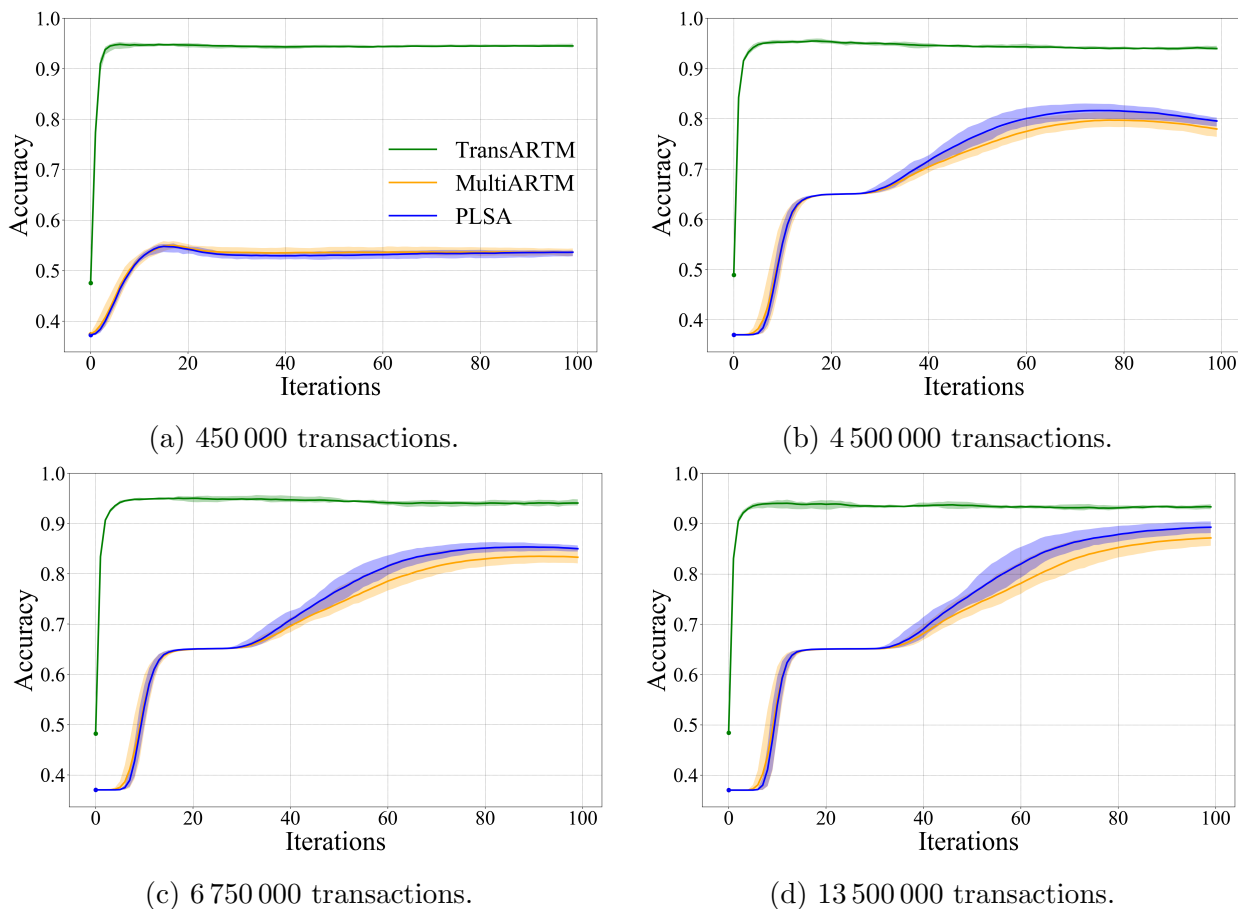 1.0
0.9
0.8
0.7
0.6
0.5
0.4
Accuracy
TransARTM
MultiARTM
PLSA
0 20 40 60 80 100
Iterations
(a) 450 000 transactions.
1.0
0.9
0.8
0.7
0.6
0.5
0.4
Accuracy
0 20 40 60 80 100
Iterations
(b) 4 500 000 transactions.
1.0
0.9
0.8
0.7
0.6
0.5
0.4
Accuracy
0 20 40 60 80 100
Iterations
(c) 6 750 000 transactions.
1.0
0.9
0.8
0.7
0.6
0.5
0.4
Accuracy
0 20 40 60 80 100
Iterations
(d) 13 500 000 transactions.